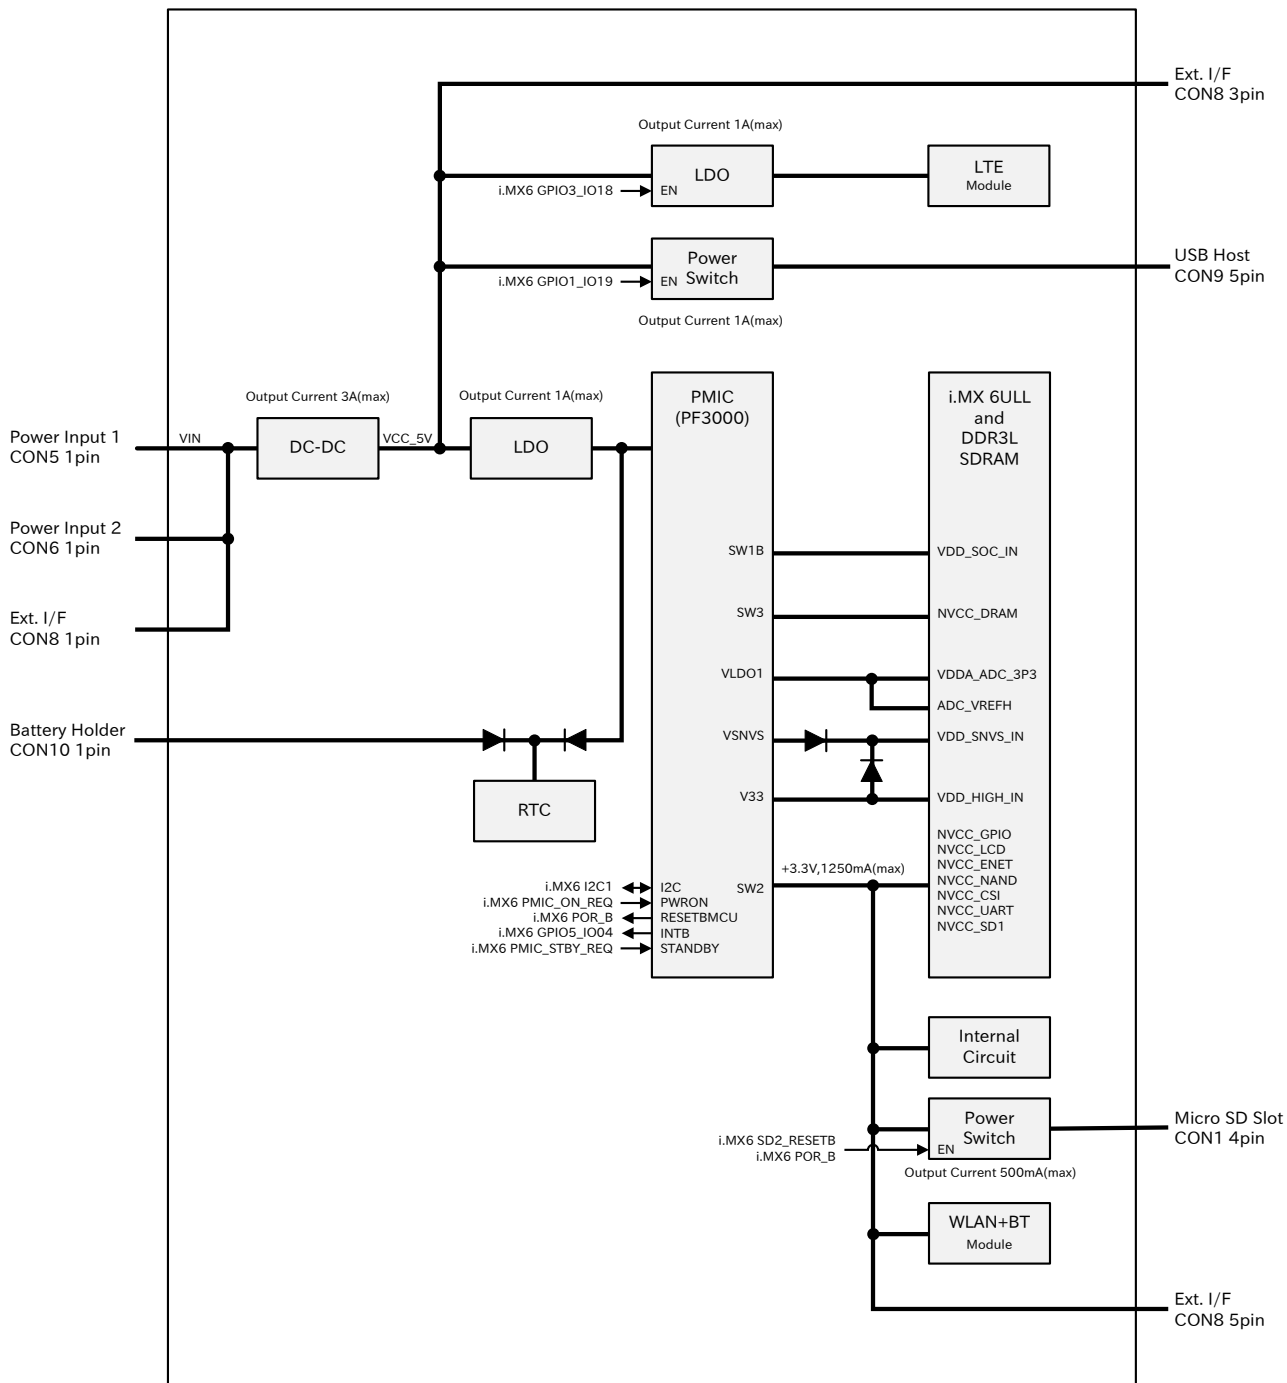 Ext. I/F
CON8 3pin
Output Current 1A(max)
LDO
i.MX6 GPIO3_IO18
EN
LTE
Module
Power
Switch
i.MX6 GPIO1_IO19
EN
USB Host
CON9 5pin
Output Current 1A(max)
Output Current 3A(max)
Output Current 1A(max)
Power Input 1
CON5 1pin
VIN
DC-DC
VCC_5V
LDO
PMIC
(PF3000)
i.MX 6ULL
and
DDR3L
SDRAM
Power Input 2
CON6 1pin
Ext. I/F
CON8 1pin
SW1B
VDD_SOC_IN
SW3
NVCC_DRAM
VLDO1
VDDA_ADC_3P3
ADC_VREFH
Battery Holder
CON10 1pin
VSNVS
VDD_SNVS_IN
RTC
V33
VDD_HIGH_IN
+3.3V,1250mA(max)
SW2
NVCC_GPIO
NVCC_LCD
NVCC_ENET
NVCC_NAND
NVCC_CSI
NVCC_UART
NVCC_SD1
i.MX6 I2C1
I2C
i.MX6 PMIC_ON_REQ
PWRON
i.MX6 POR_B
RESETBMCU
i.MX6 GPIO5_IO04
INTB
i.MX6 PMIC_STBY_REQ
STANDBY
Internal
Circuit
Power
Switch
i.MX6 SD2_RESETB
i.MX6 POR_B
EN
Micro SD Slot
CON1 4pin
Output Current 500mA(max)
WLAN+BT
Module
Ext. I/F
CON8 5pin